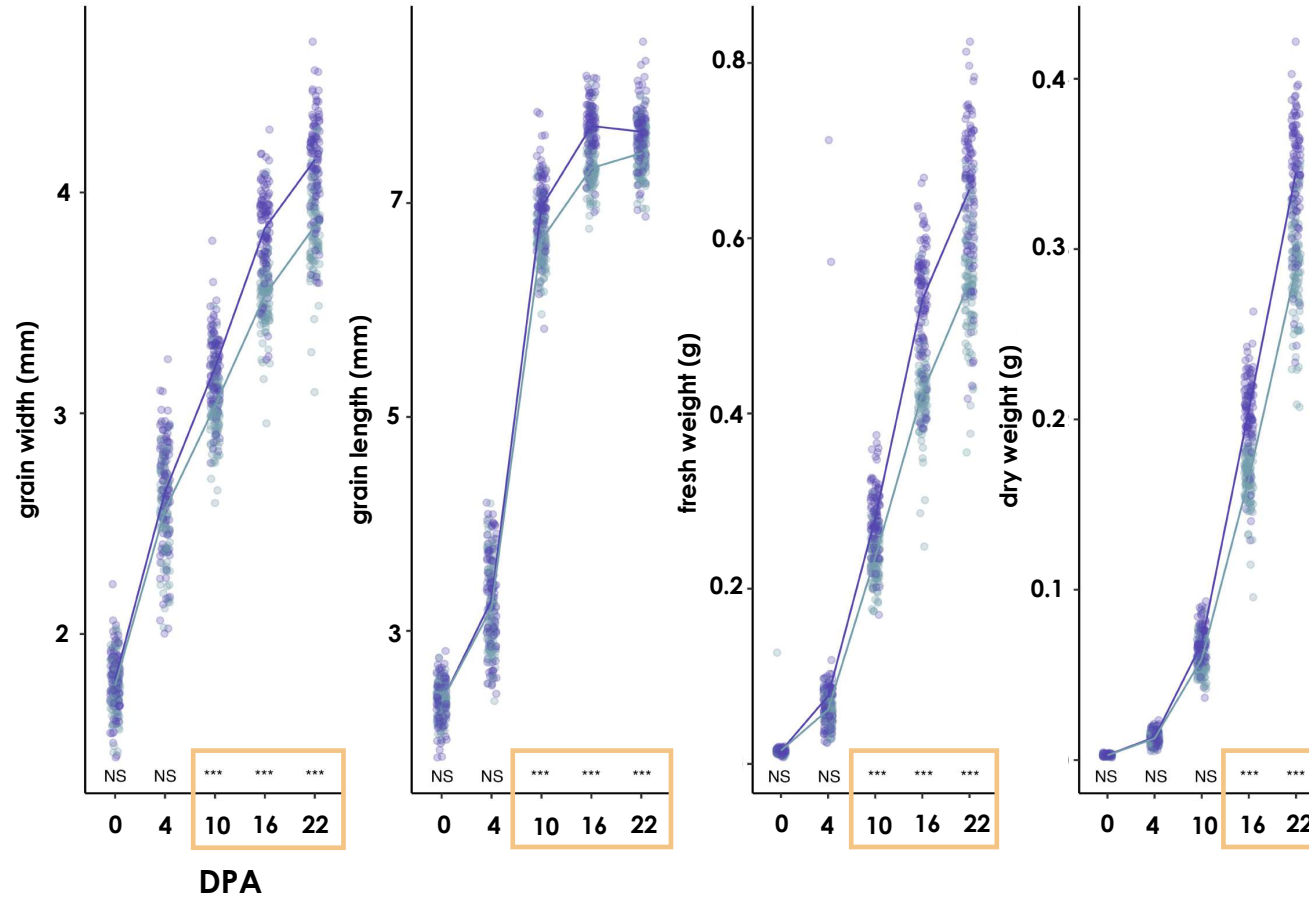 grain width (mm)
4
3
2
NS NS *** *** ***
0 4 10 16 22
DPA
grain length (mm)
7
5
3
NS NS *** *** ***
0 4 10 16 22
fresh weight (g)
0.8
0.6
0.4
0.2
NS NS *** *** ***
0 4 10 16 22
dry weight (g)
0.4
0.3
0.2
0.1
NS NS NS *** ***
0 4 10 16 22